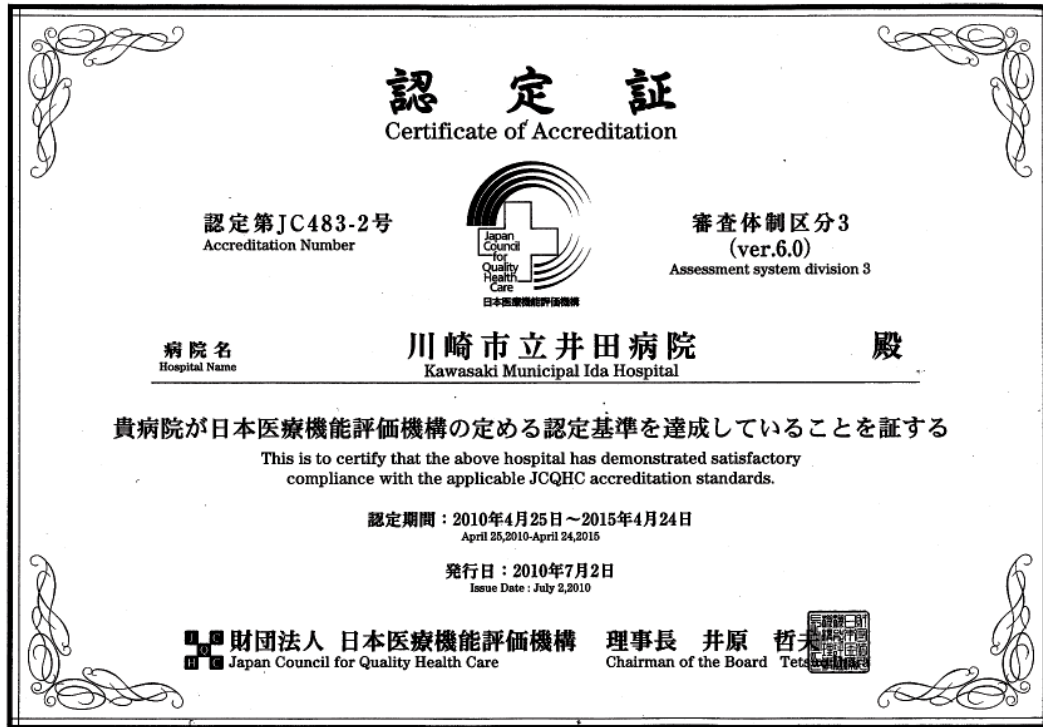 認定証
Certificate of Accreditation
認定第JC483-2号
Accreditation Number
Japan
Council
for
Quality
Health
Care
日本医療機能評価機構
審査体制区分3
(ver.6.0)
Assessment system division 3
病院名
Hospital Name
川崎市立井田病院
Kawasaki Municipal Ida Hospital
殿
貴病院が日本医療機能評価機構の定める認定基準を達成していることを証する
This is to certify that the above hospital has demonstrated satisfactory
compliance with the applicable JCQHC accreditation standards.
認定期間：2010年4月25日～2015年4月24日
April 25,2010-April 24,2015
発行日：2010年7月2日
Issue Date : July 2,2010
J C
Q
H C
財団法人 日本医療機能評価機構 理事長 井原 哲夫
Japan Council for Quality Health Care Chairman of the Board